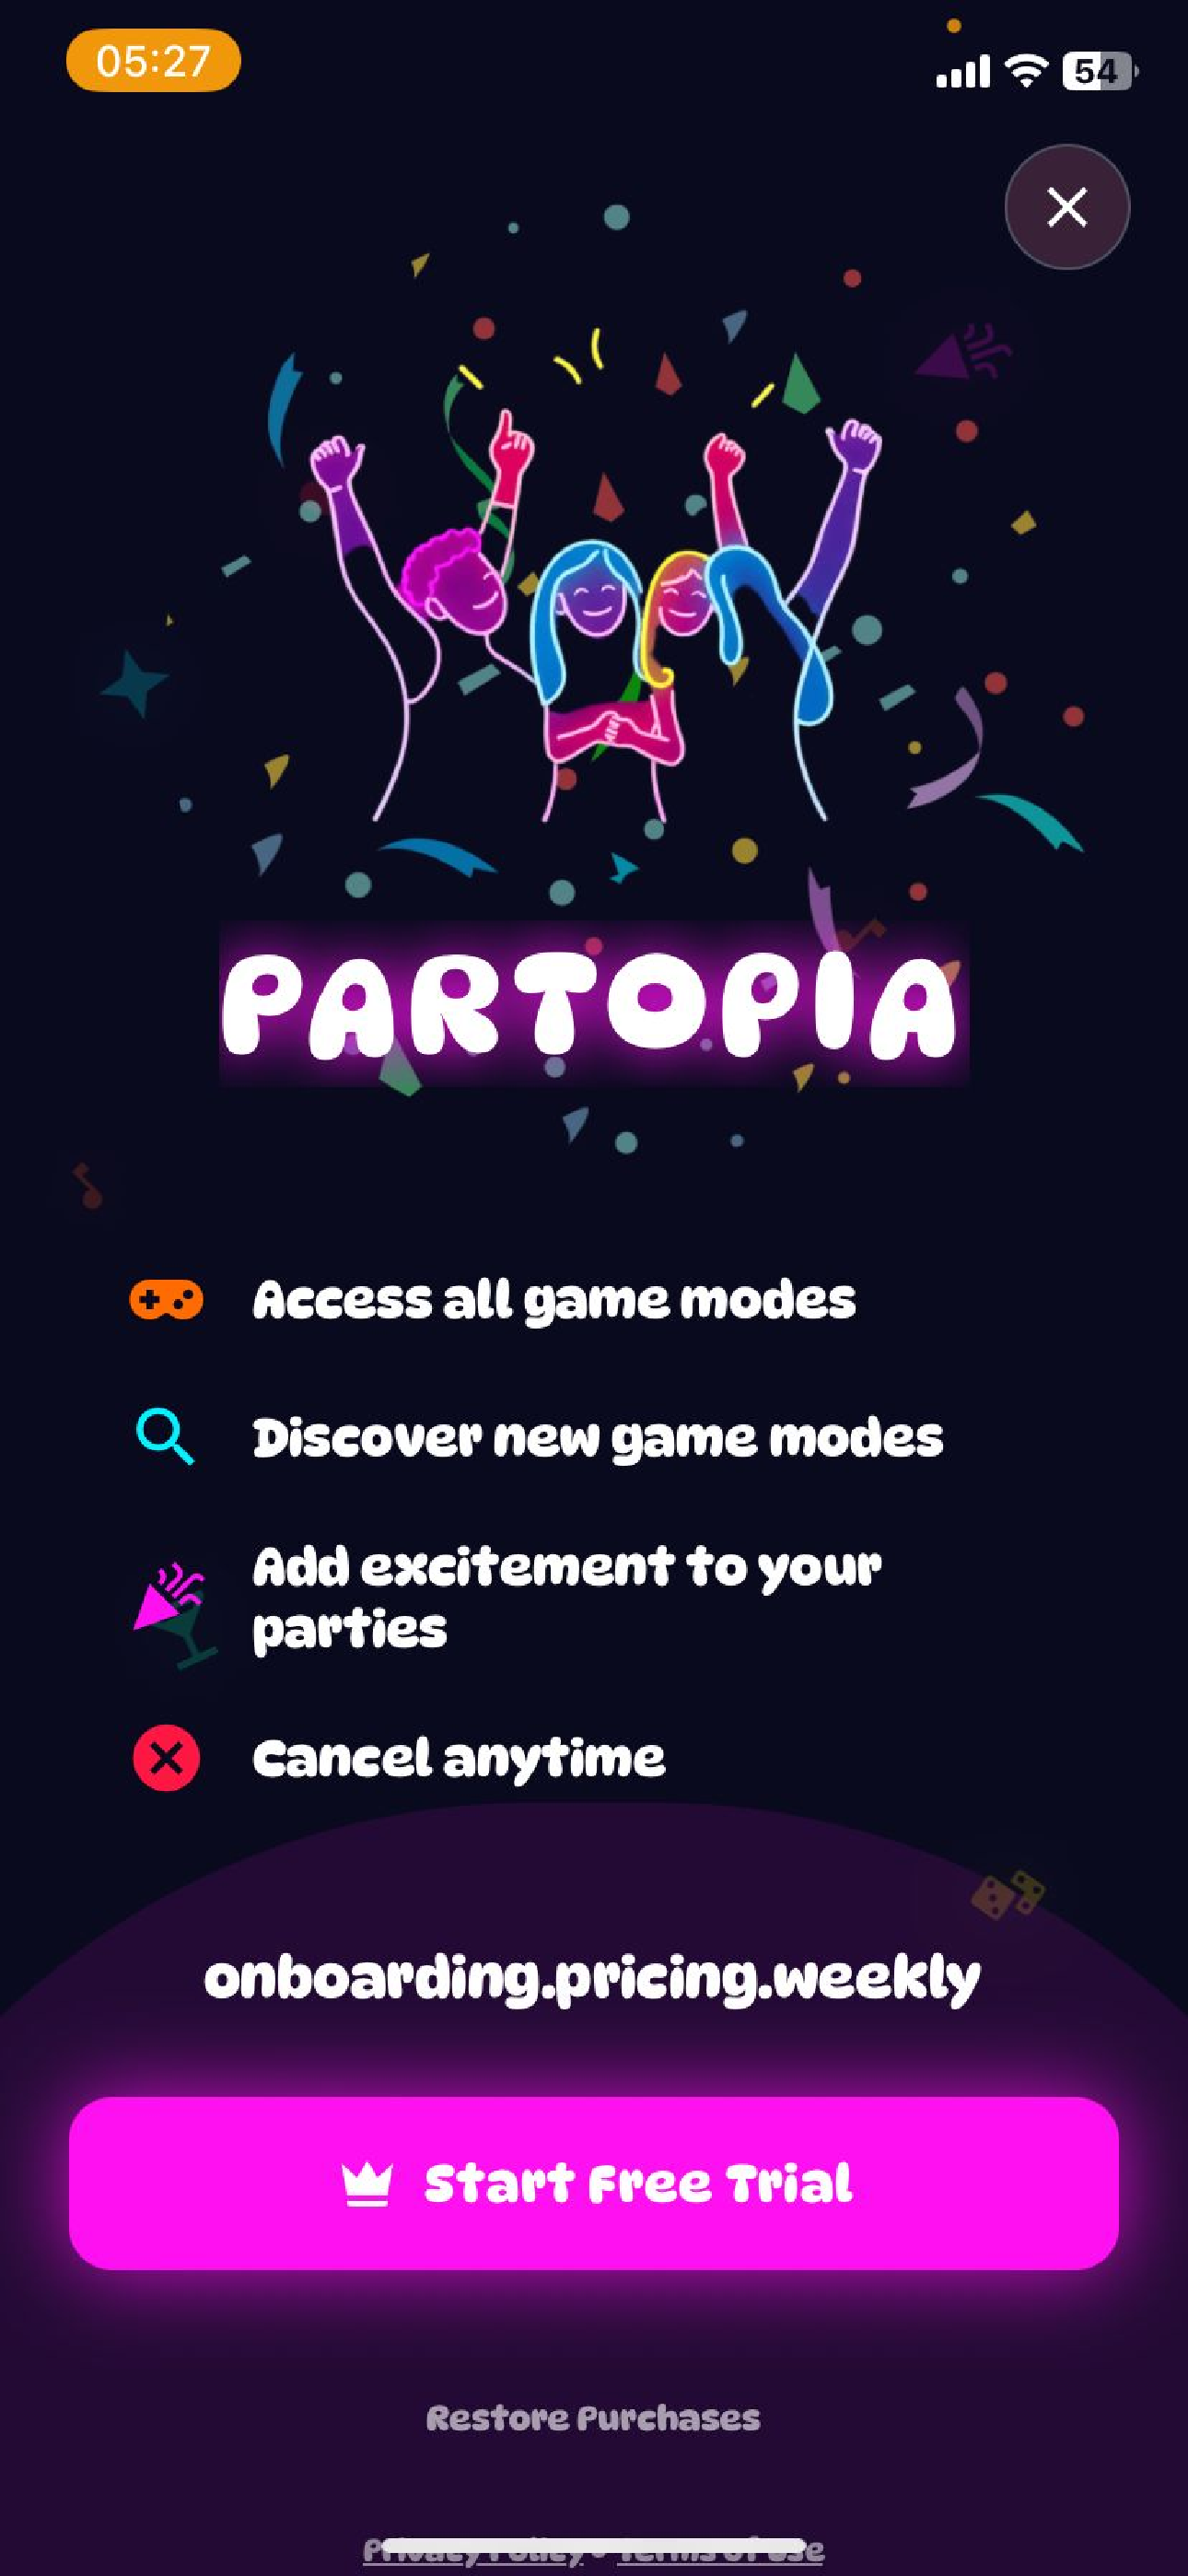 05:27
54
PARTOPIA
Access all game modes
Discover new game modes
Add excitement to your
parties
Cancel anytime
onboarding.pricing.weekly
Start Free Trial
Restore Purchases
Privacy Policy • Terms of Use